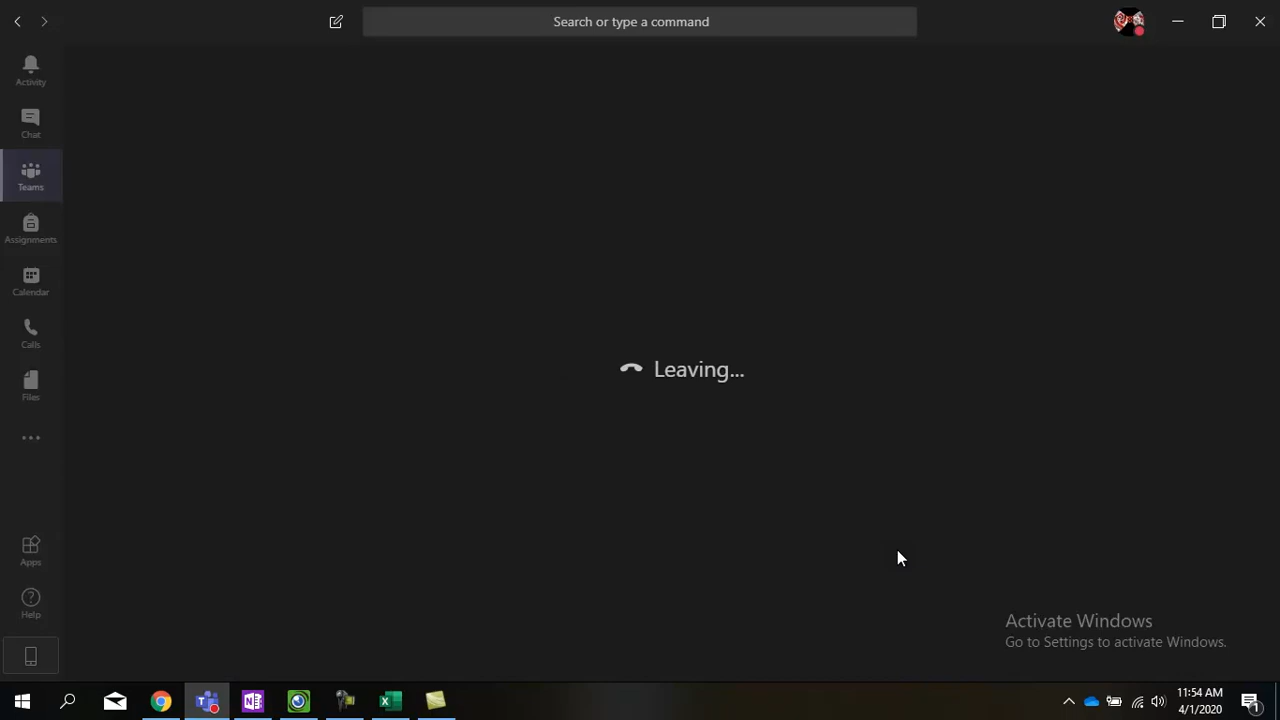 Search or type a command
Activity
Chat
Teams
Assignments
Calendar
Calls
Files
Leaving...
Apps
Help
Activate Windows
Go to Settings to activate Windows.
11:54 AM
4/1/2020
1